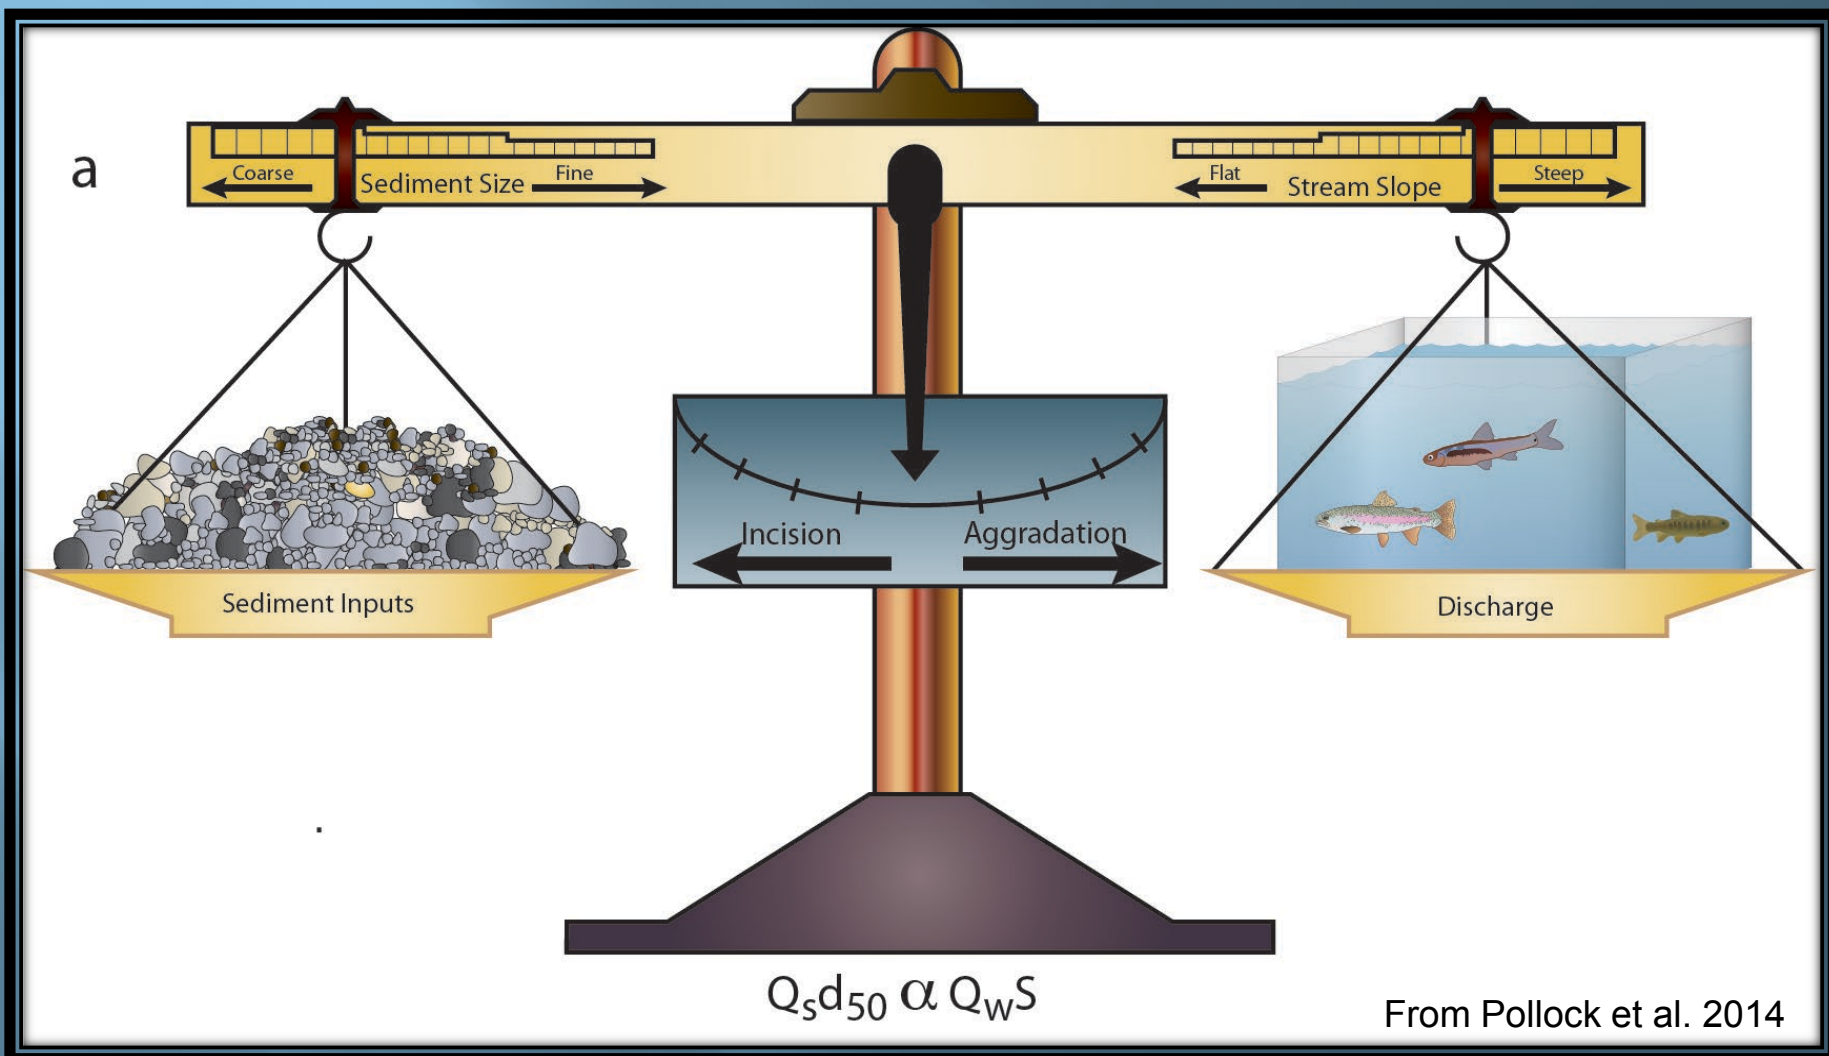 a
Coarse
Sediment Size
Fine
Flat
Stream Slope
Steep
Incision
Aggradation
Sediment Inputs
Discharge
.
Qsd50 α QwS
From Pollock et al. 2014